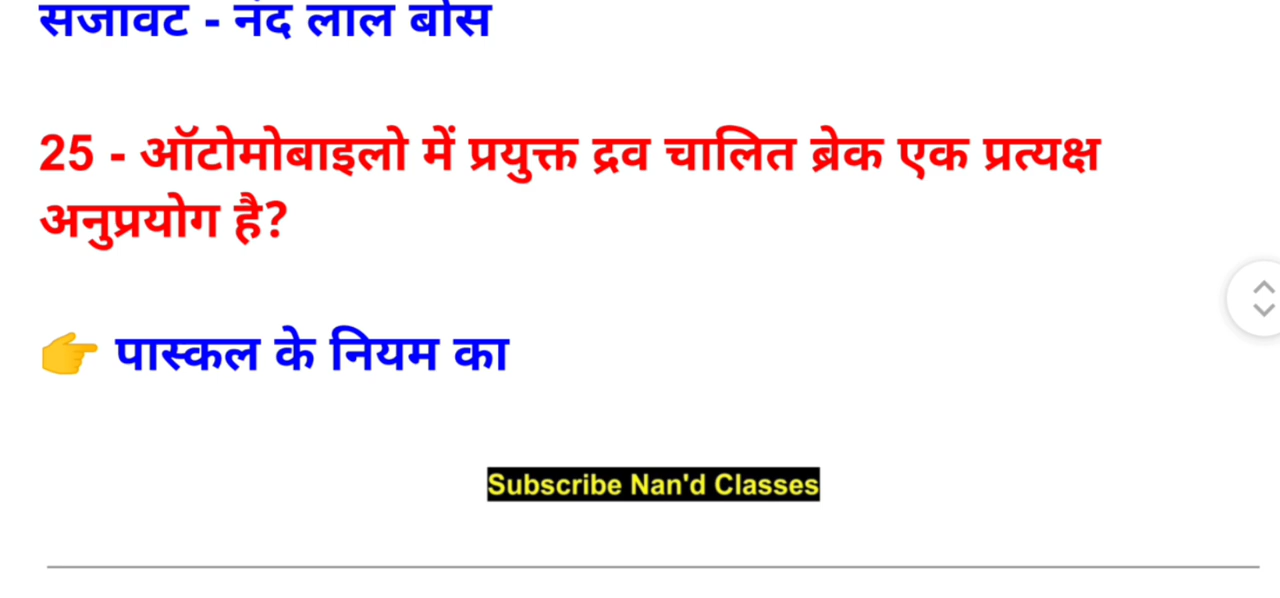 सजावट - नंद लाल बोस
25 - ऑटोमोबाइलो में प्रयुक्त द्रव चालित ब्रेक एक प्रत्यक्ष
अनुप्रयोग है?
👉 पास्कल के नियम का
Subscribe Nan'd Classes